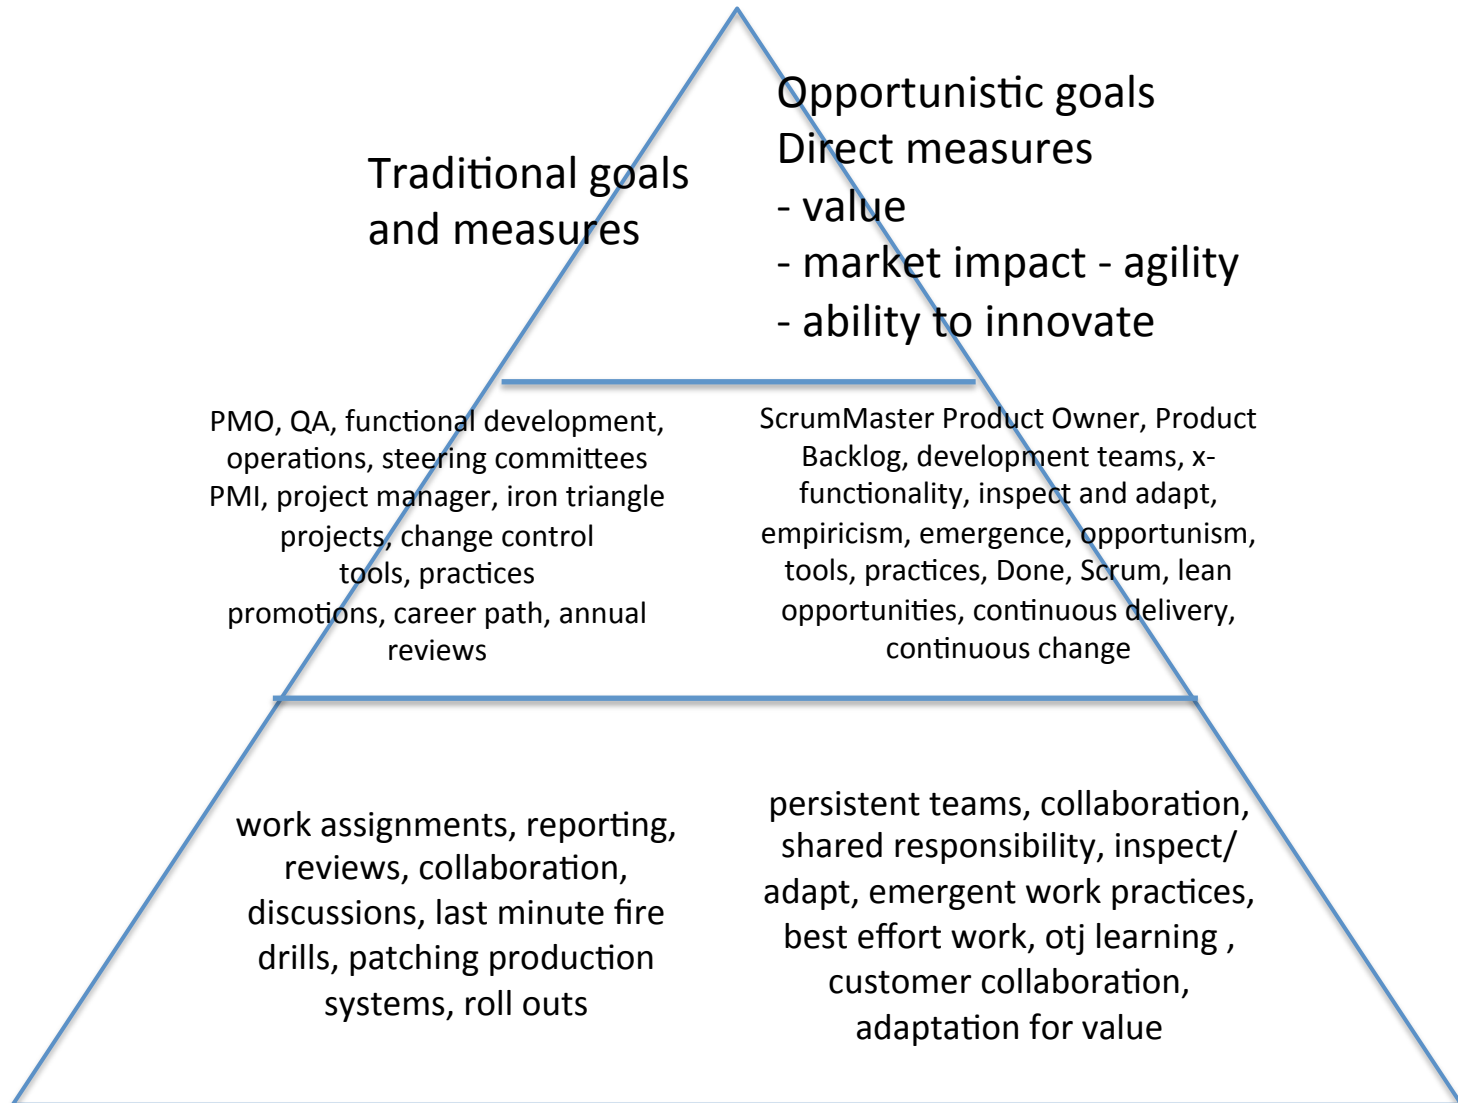 Traditional goals
and measures
Opportunistic goals
Direct measures
- value
- market impact - agility
- ability to innovate
PMO, QA, functional development,
operations, steering committees
PMI, project manager, iron triangle
projects, change control
tools, practices
promotions, career path, annual
reviews
ScrumMaster Product Owner, Product
Backlog, development teams, x-
functionality, inspect and adapt,
empiricism, emergence, opportunism,
tools, practices, Done, Scrum, lean
opportunities, continuous delivery,
continuous change
work assignments, reporting,
reviews, collaboration,
discussions, last minute fire
drills, patching production
systems, roll outs
persistent teams, collaboration,
shared responsibility, inspect/
adapt, emergent work practices,
best effort work, otj learning ,
customer collaboration,
adaptation for value